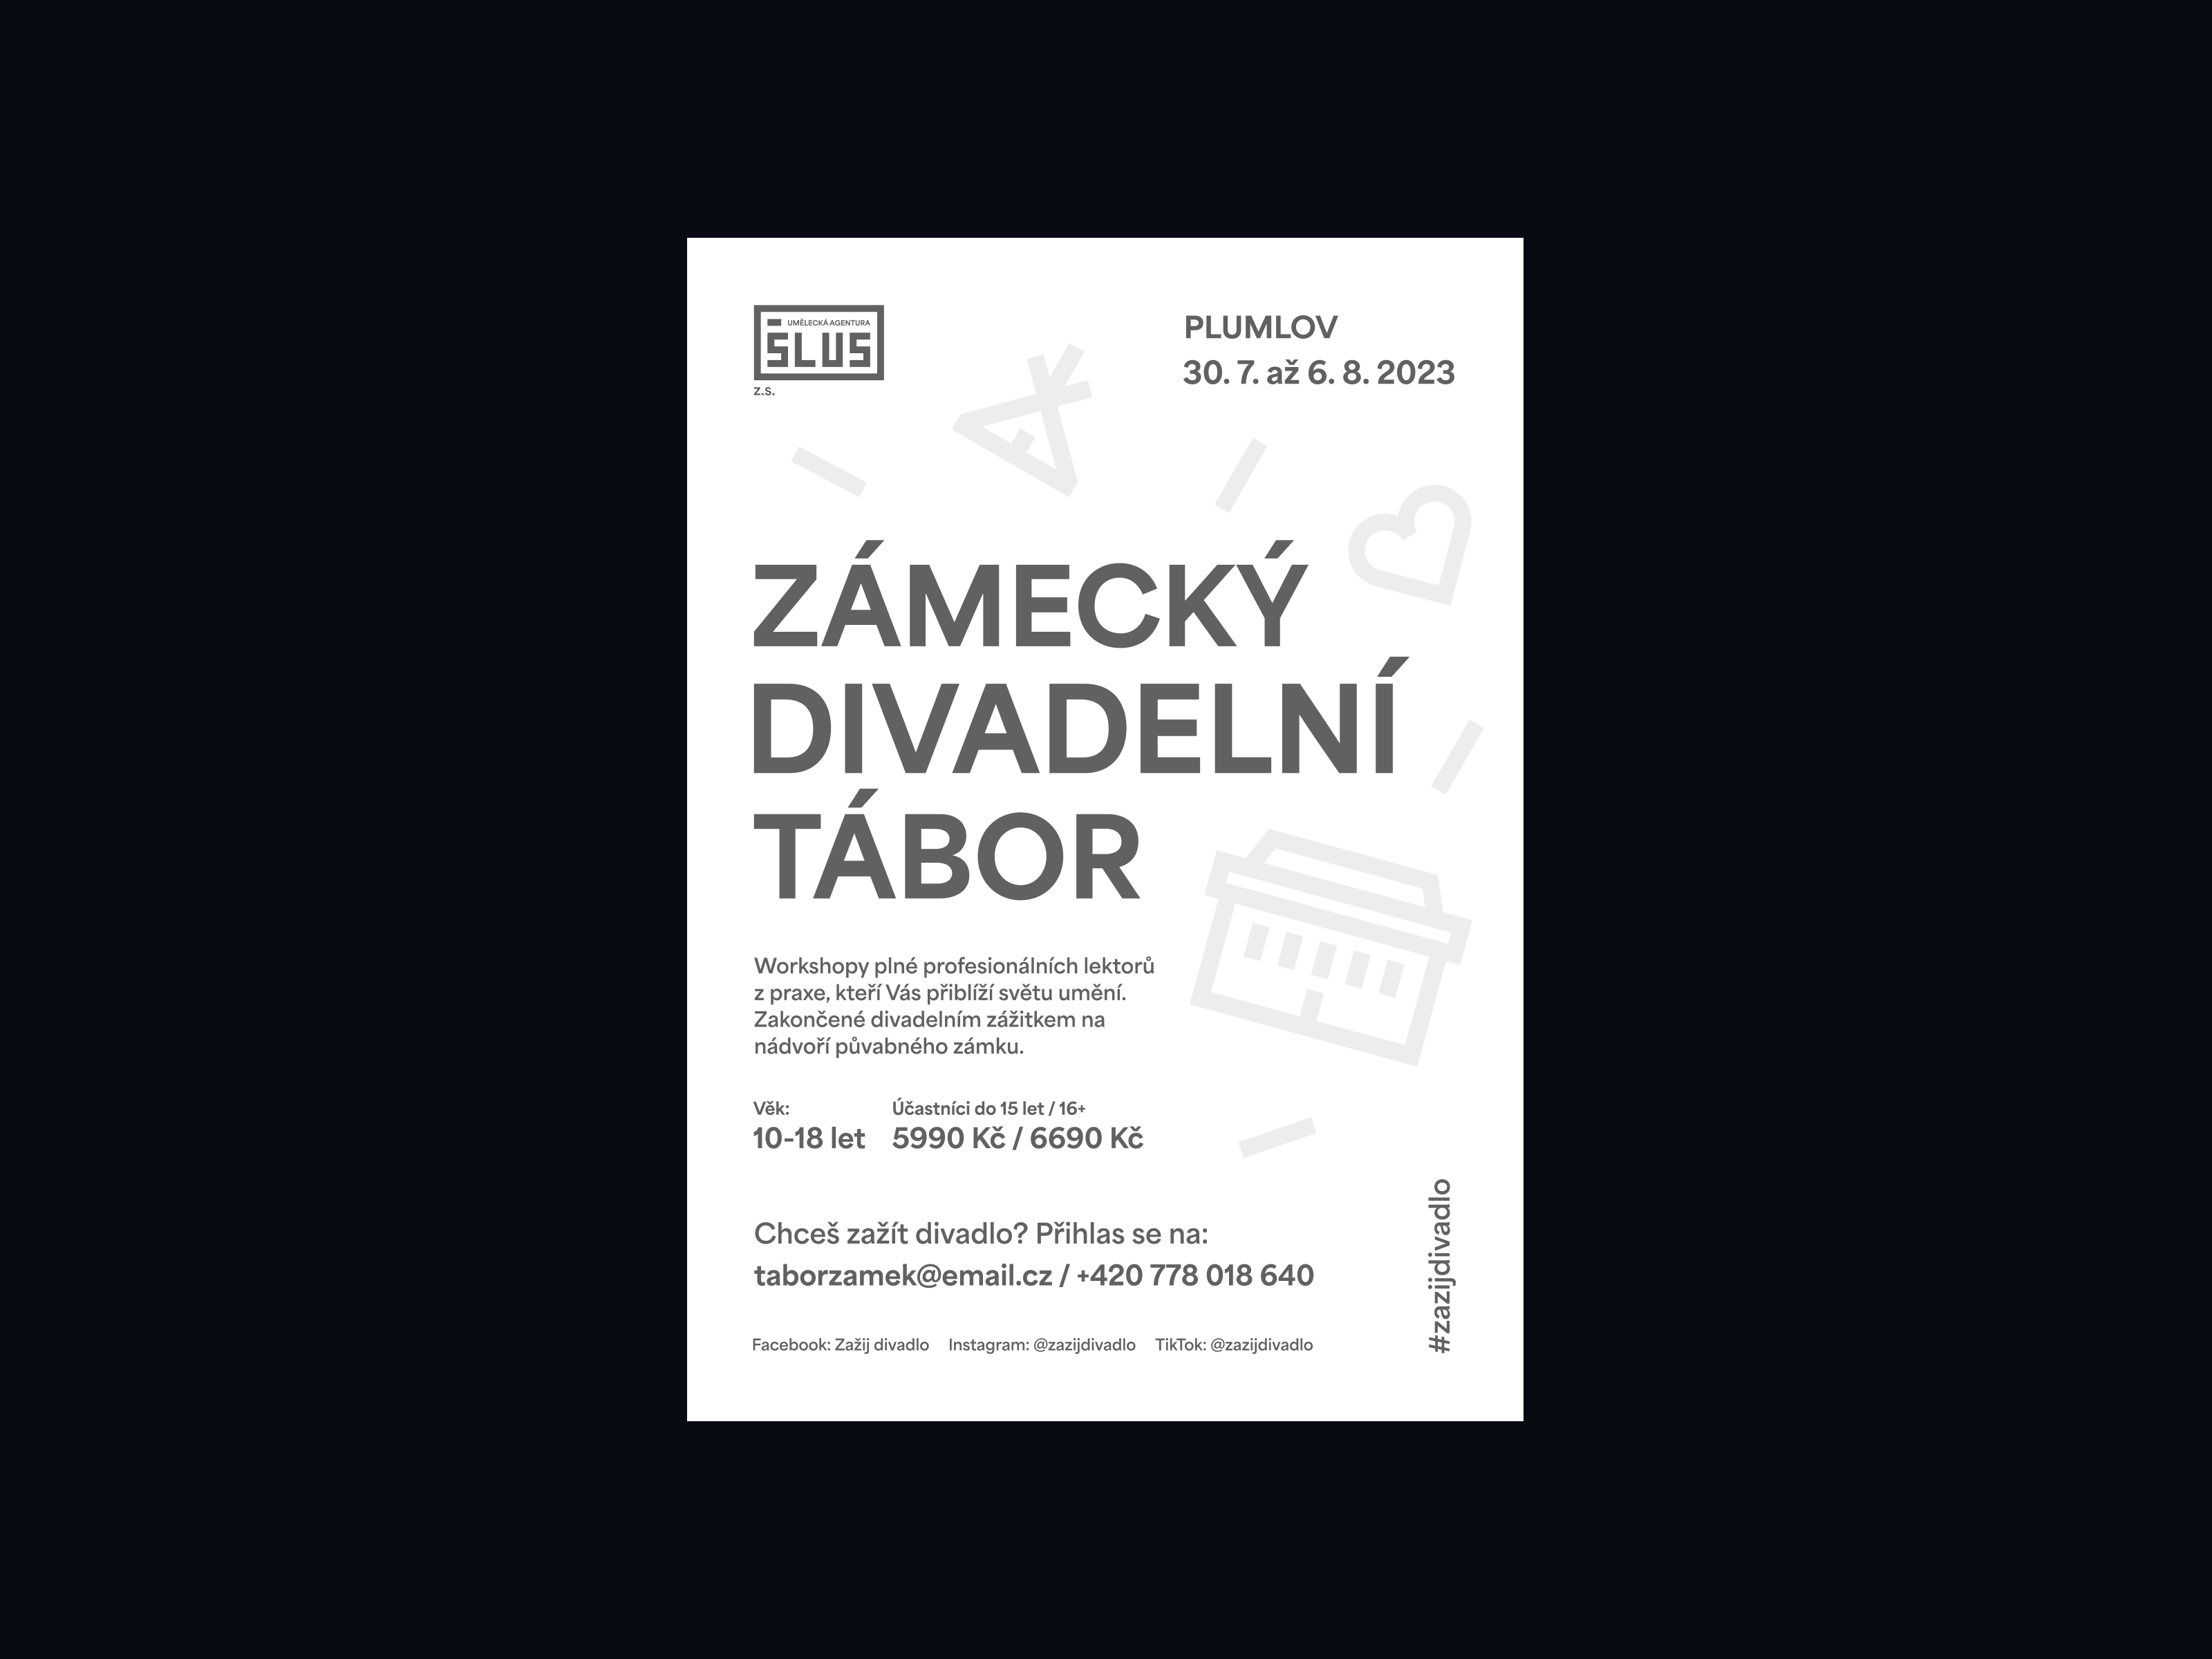 UMĚLECKÁ AGENTURA
SLUS
z.s.
PLUMLOV
30. 7. až 6. 8. 2023
ZÁMECKÝ
DIVADELNÍ
TÁBOR
Workshopy plné profesionálních lektorů
z praxe, kteří Vás přiblíží světu umění.
Zakončené divadelním zážitkem na
nádvoří půvabného zámku.
Věk:
10-18 let
Účastníci do 15 let / 16+
5990 Kč / 6690 Kč
Chceš zažít divadlo? Přihlas se na:
taborzamek@email.cz / +420 778 018 640
Facebook: Zažij divadlo Instagram: @zazijdivadlo TikTok: @zazijdivadlo
#zazijdivadlo